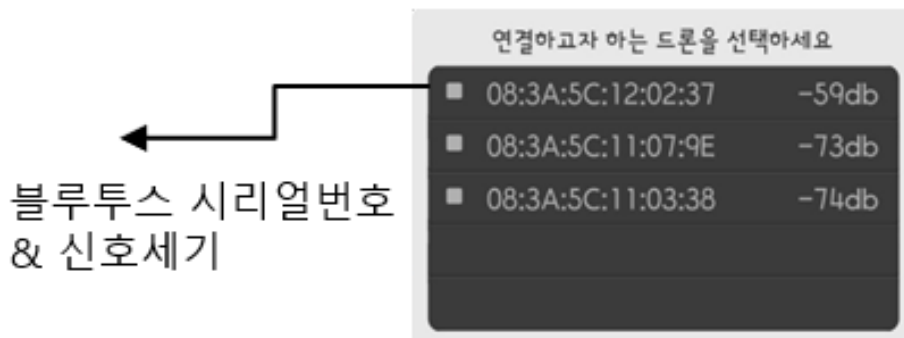 연결하고자 하는 드론을 선택하세요
08:3A:5C:12:02:37 -59db
08:3A:5C:11:07:9E -73db
08:3A:5C:11:03:38 -74db
블루투스 시리얼번호
& 신호세기